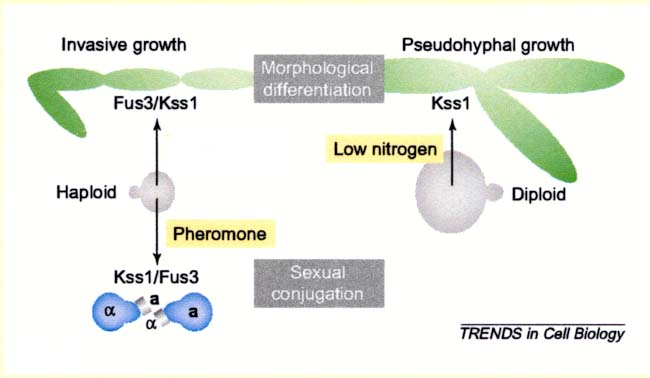 Invasive growth
Pseudohyphal growth
Morphological
differentiation
Fus3/Kss1
Kss1
Low nitrogen
Haploid
Diploid
Pheromone
Kss1/Fus3
Sexual
conjugation
α
a
α
a
TRENDS in Cell Biology